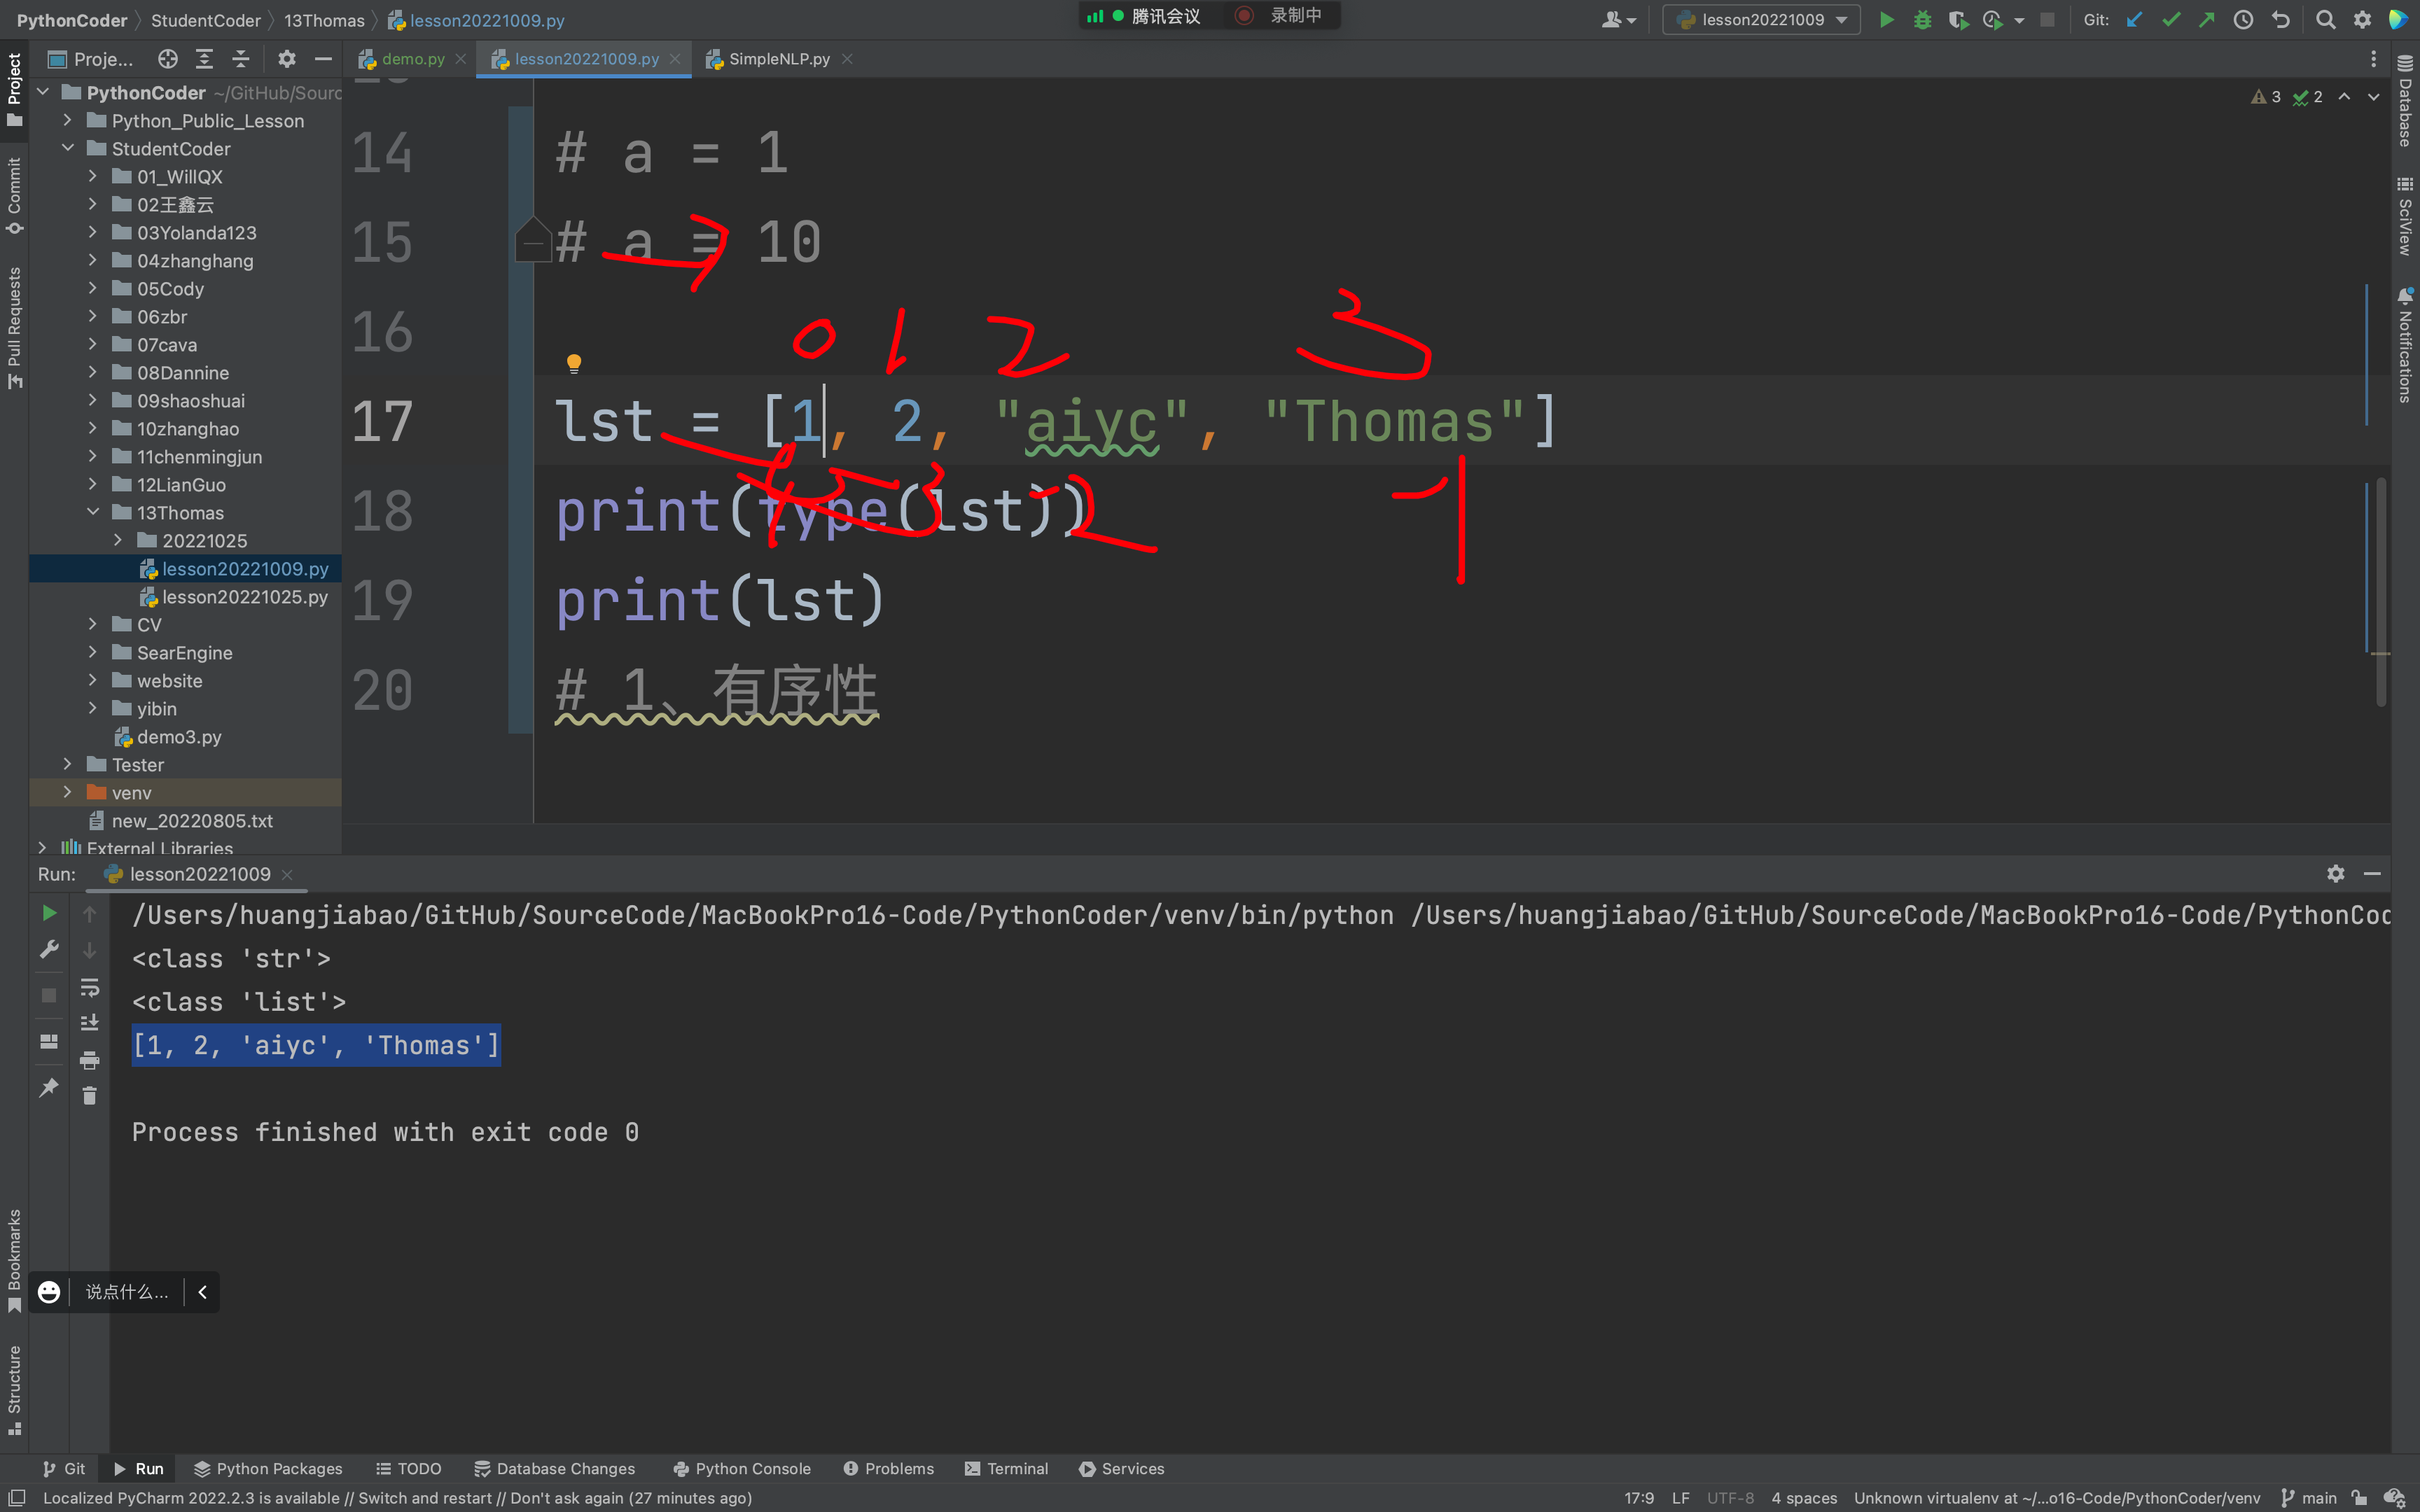 PythonCoder StudentCoder 13Thomas lesson20221009.py
腾讯会议 录制中
lesson20221009 Git:
Proje...
demo.py lesson20221009.py SimpleNLP.py
Project
Commit
Pull Requests
Bookmarks
Structure
PythonCoder ~/GitHub/Sourc
Python_Public_Lesson
StudentCoder
01_WillQX
02王鑫云
03Yolanda123
04zhanghang
05Cody
06zbr
07cava
08Dannine
09shaoshuai
10zhanghao
11chenmingjun
12LianGuo
13Thomas
20221025
lesson20221009.py
lesson20221025.py
CV
SearEngine
website
yibin
demo3.py
Tester
venv
new_20220805.txt
External Libraries
3 2
14 # a = 1
15 # a = 10
16
0 1 2 3
17 lst = [1, 2, "aiyc", "Thomas"]
-3 -2 -1
18 print(type(lst))
19 print(lst)
20 # 1、有序性
Database
SciView
Notifications
Run: lesson20221009
/Users/huangjiabao/GitHub/SourceCode/MacBookPro16-Code/PythonCoder/venv/bin/python /Users/huangjiabao/GitHub/SourceCode/MacBookPro16-Code/PythonCod
<class 'str'>
<class 'list'>
[1, 2, 'aiyc', 'Thomas']
Process finished with exit code 0
说点什么...
Git Run Python Packages TODO Database Changes Python Console Problems Terminal Services
Localized PyCharm 2022.2.3 is available // Switch and restart // Don't ask again (27 minutes ago)
17:9 LF UTF-8 4 spaces Unknown virtualenv at ~/...o16-Code/PythonCoder/venv main